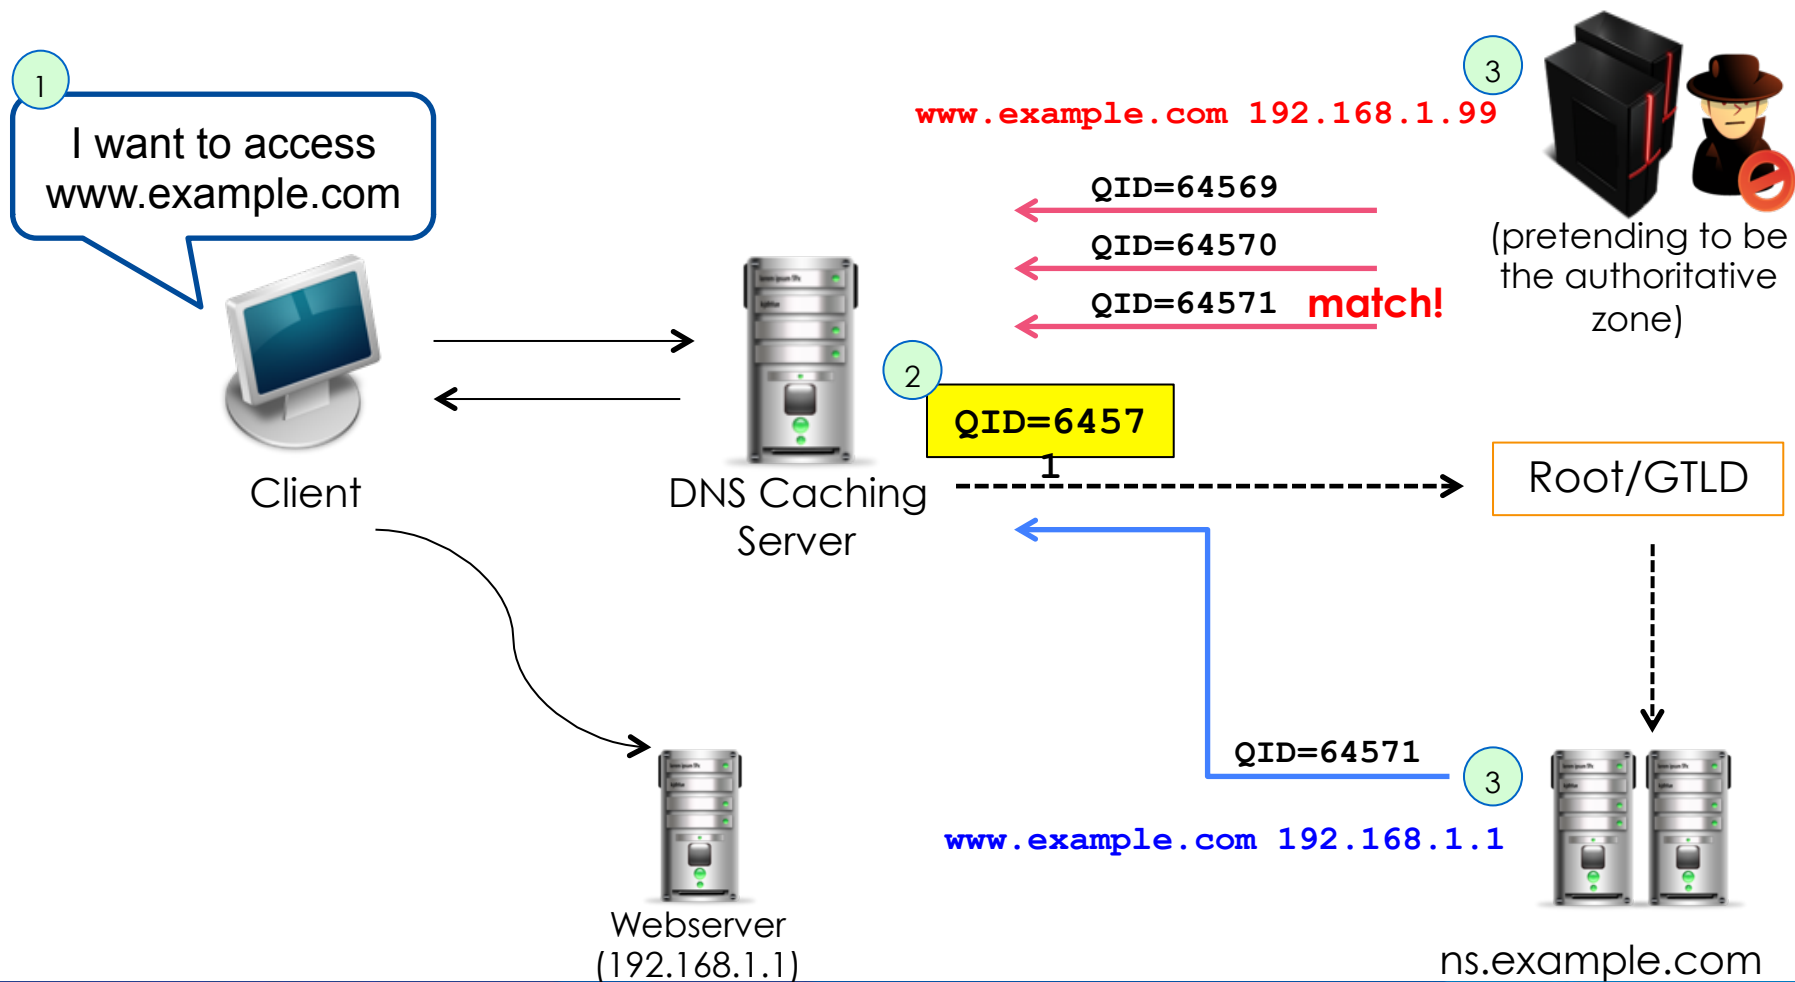 1
I want to access
www.example.com
3
www.example.com 192.168.1.99
QID=64569
QID=64570
QID=64571 match!
(pretending to be
the authoritative
zone)
2
QID=6457
1
Client
DNS Caching
Server
Root/GTLD
QID=64571
3
www.example.com 192.168.1.1
Webserver
(192.168.1.1)
ns.example.com